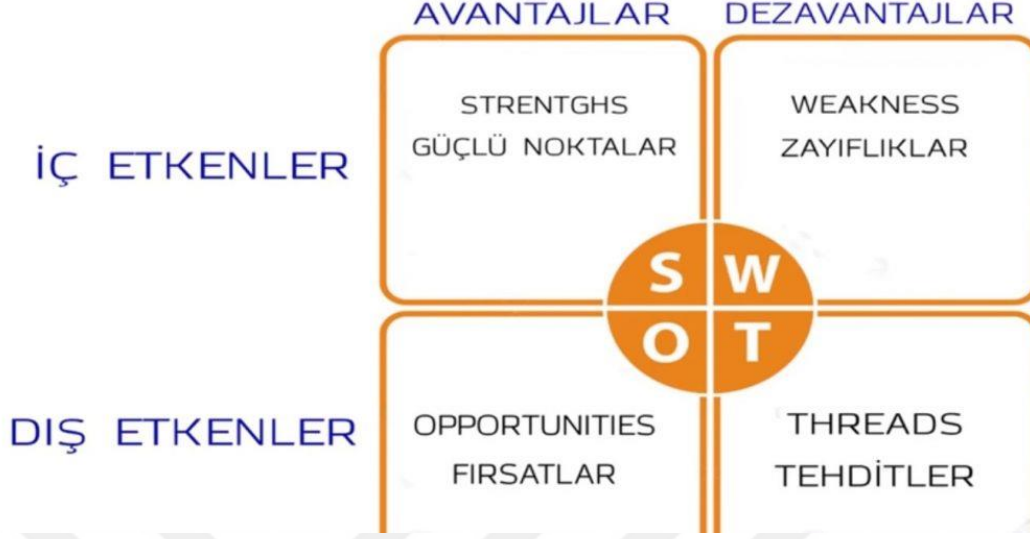 AVANTAJLAR DEZAVANTAJLAR
İÇ ETKENLER
STRENTGHS
GÜÇLÜ NOKTALAR
WEAKNESS
ZAYIFLIKLAR
S W
O T
DIŞ ETKENLER
OPPORTUNITIES
FIRSATLAR
THREADS
TEHDİTLER